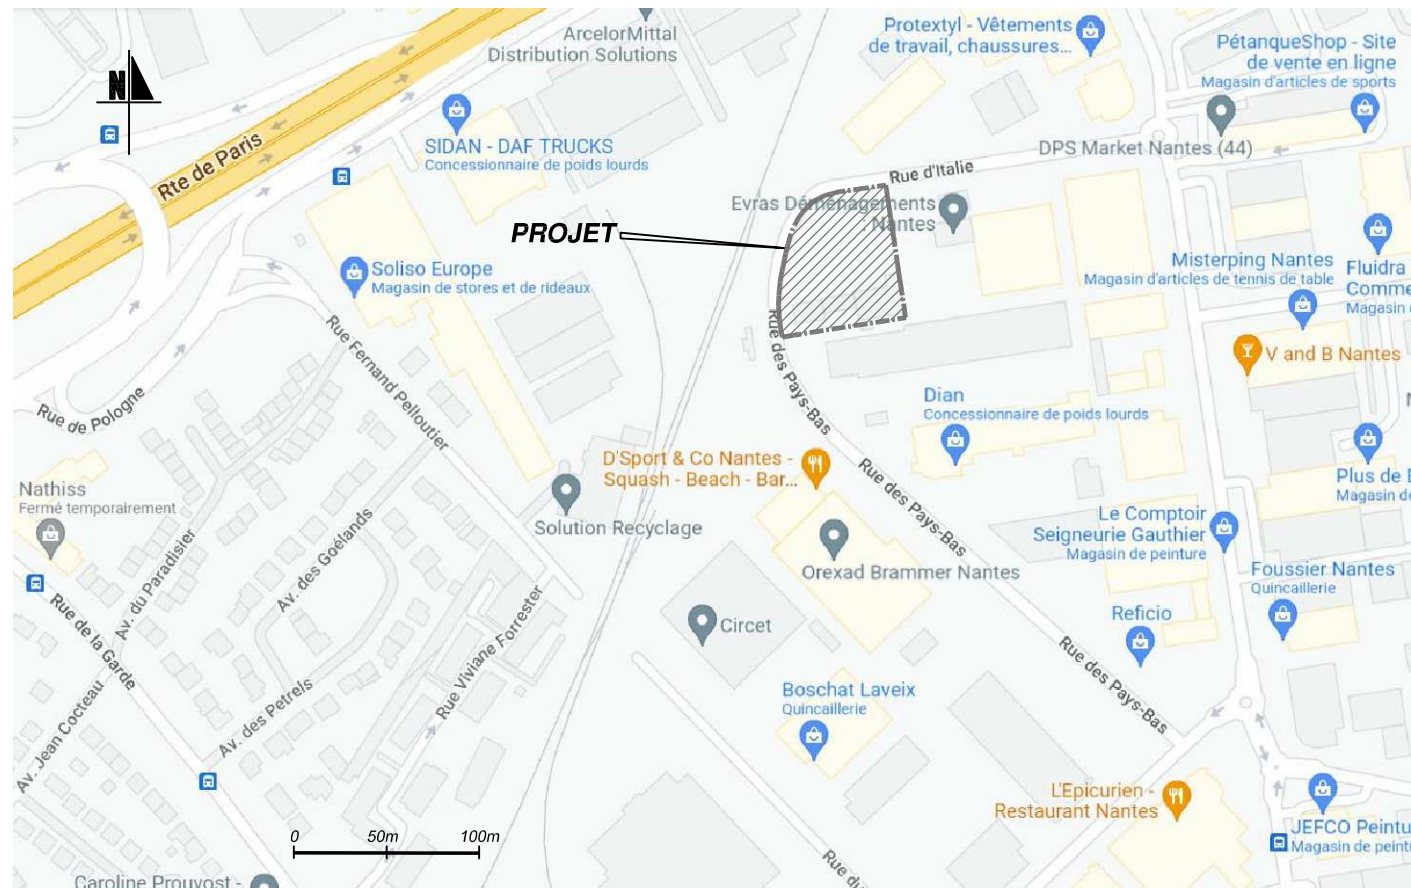 ArcelorMittal
Distribution Solutions
Protextyl - Vêtements
de travail, chaussures...
PétanqueShop - Site
de vente en ligne
Magasin d'articles de sports
N
Rte de Paris
SIDAN - DAF TRUCKS
Concessionnaire de poids lourds
DPS Market Nantes (44)
Rue d'Italie
Evras Déménagements
: Nantes
PROJET
Soliso Europe
Magasin de stores et de rideaux
Misterping Nantes
Magasin d'articles de tennis de table
Fluidra
Comme
Magasin
Rue Fernand Pelloutier
Rue des Pays-Bas
V and B Nantes
Rue de Pologne
Dian
Concessionnaire de poids lourds
D'Sport & Co Nantes -
Squash - Beach - Bar...
Rue des Pays-Bas
Plus de
Magasin de
Nathiss
Fermé temporairement
Solution Recyclage
Le Comptoir
Seigneurie Gauthier
Magasin de peinture
Av. du Paradisier
Av. des Goélands
Orexad Brammer Nantes
Foussier Nantes
Quincaillerie
Rue de la Garde
Rue Viviane Forrester
Circet
Reficio
Rue des Pays-Bas
Av. Jean Cocteau
Av. des Petrels
Boschat Laveix
Quincaillerie
L'Epicurien -
Restaurant Nantes
0 50m 100m
JEFCO Peintu
Magasin de peint
Caroline Prouvost -
Rue du